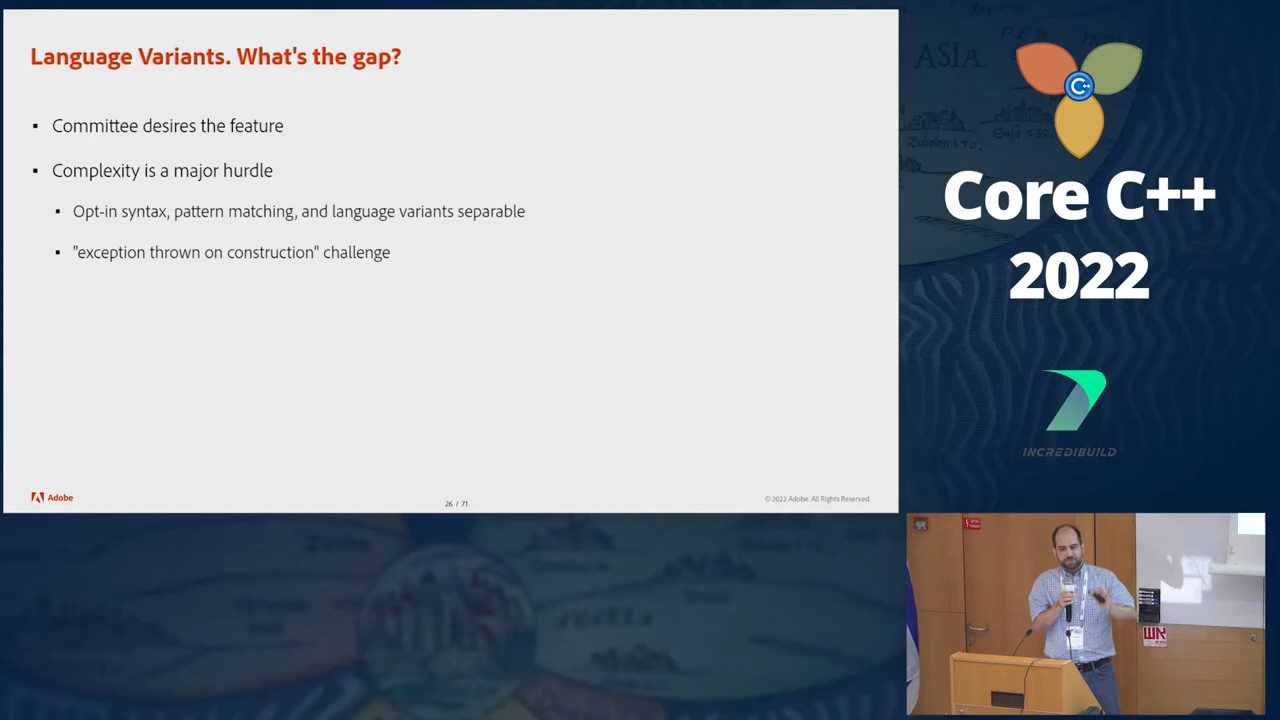 Language Variants. What's the gap?
▪ Committee desires the feature
▪ Complexity is a major hurdle
▪ Opt-in syntax, pattern matching, and language variants separable
▪ "exception thrown on construction" challenge
Adobe
26 / 71
© 2022 Adobe. All Rights Reserved.
ASIA
C++
Core C++
2022
INCREDIBUILD
אש